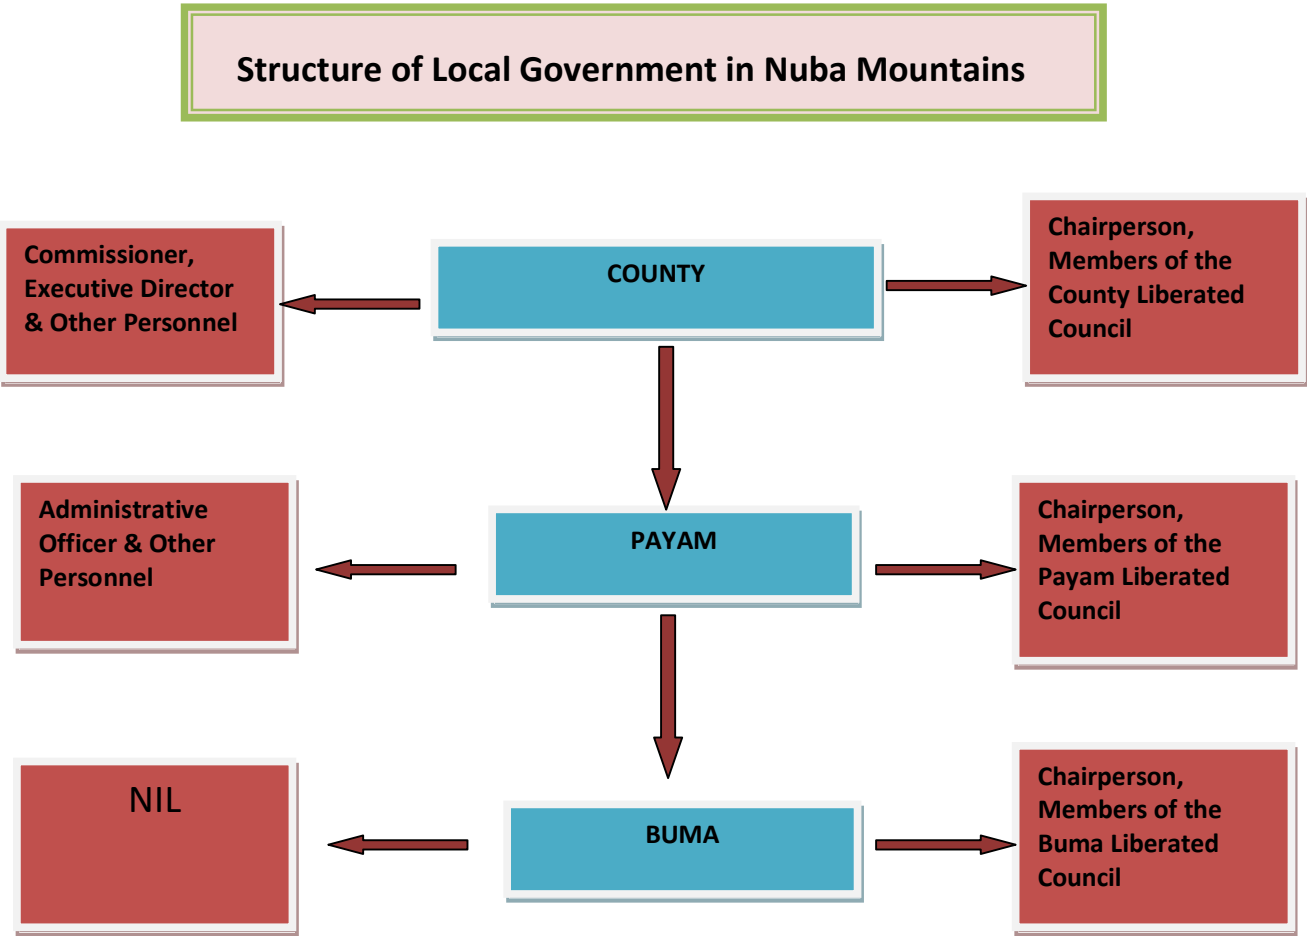 Structure of Local Government in Nuba Mountains
Commissioner,
Executive Director
& Other Personnel
COUNTY
Chairperson,
Members of the
County Liberated
Council
Administrative
Officer & Other
Personnel
PAYAM
Chairperson,
Members of the
Payam Liberated
Council
NIL
BUMA
Chairperson,
Members of the
Buma Liberated
Council